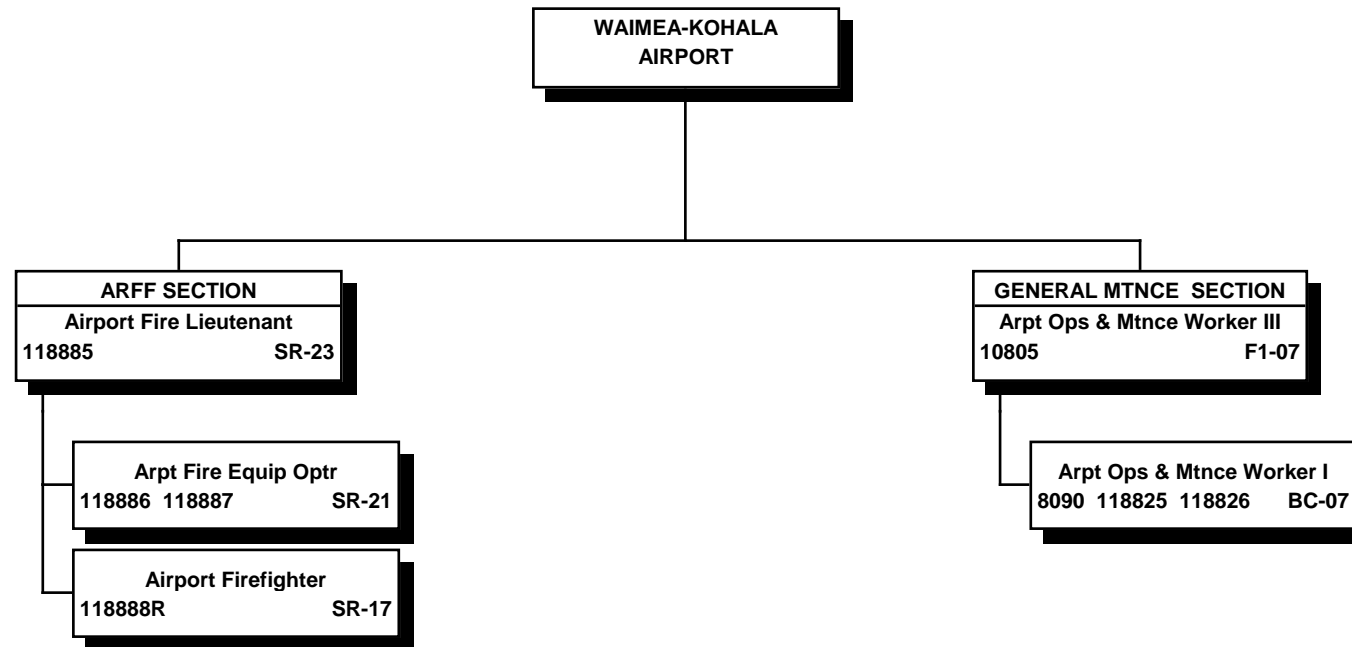 WAIMEA-KOHALA
AIRPORT
ARFF SECTION
Airport Fire Lieutenant
118885 SR-23
Arpt Fire Equip Optr
118886 118887 SR-21
Airport Firefighter
118888R SR-17
GENERAL MTNCE SECTION
Arpt Ops & Mtnce Worker III
10805 F1-07
Arpt Ops & Mtnce Worker I
8090 118825 118826 BC-07